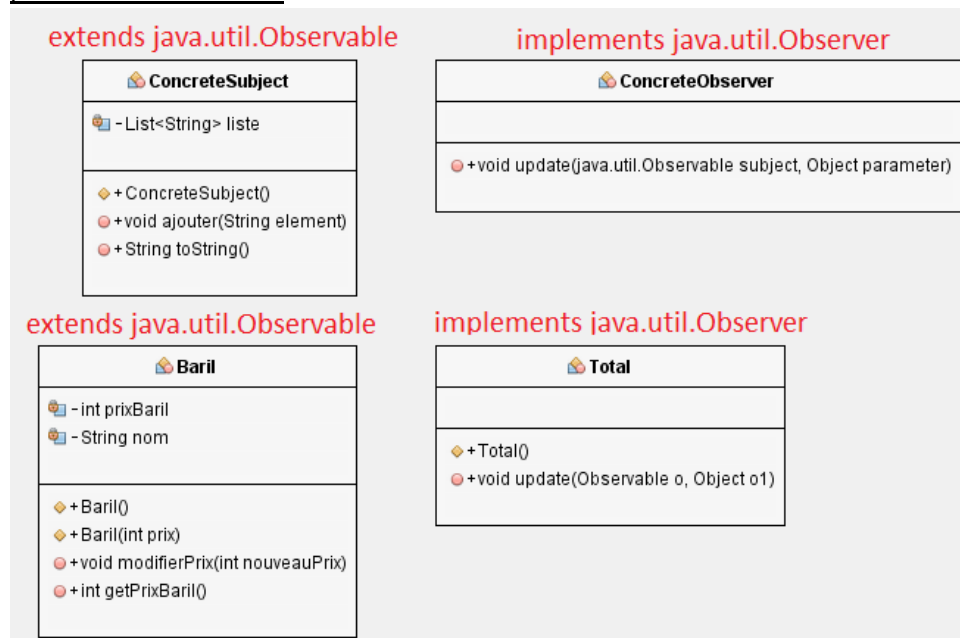 extends java.util.Observable
ConcreteSubject
- List<String> liste
+ ConcreteSubject()
+void ajouter(String element)
+ String toString()
implements java.util.Observer
ConcreteObserver
+void update(java.util.Observable subject, Object parameter)
extends java.util.Observable
Baril
- int prixBaril
- String nom
+ Baril()
+ Baril(int prix)
+void modifierPrix(int nouveauPrix)
+ int getPrixBaril()
implements java.util.Observer
Total
+ Total()
+void update(Observable o, Object o1)